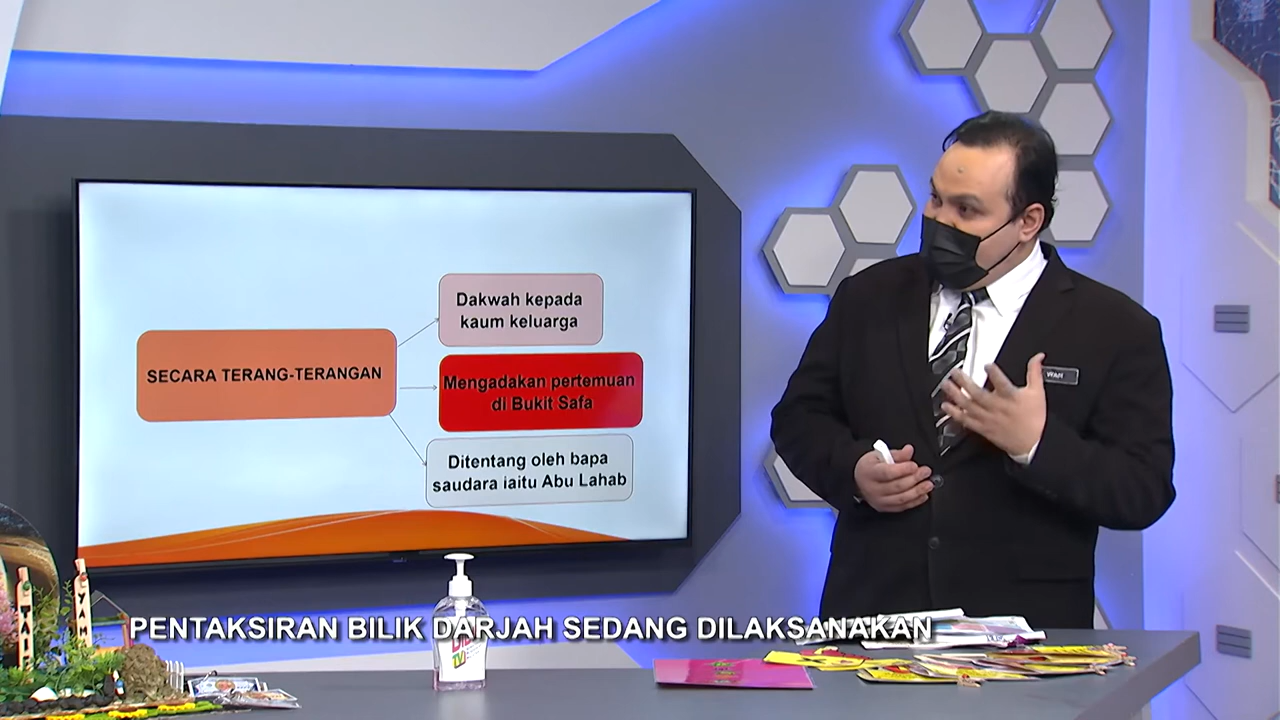 SECARA TERANG-TERANGAN
Dakwah kepada
kaum keluarga
Mengadakan pertemuan
di Bukit Safa
Ditentang oleh bapa
saudara iaitu Abu Lahab
WAN
PENTAKSIRAN BILIK DARJAH SEDANG DILAKSANAKAN